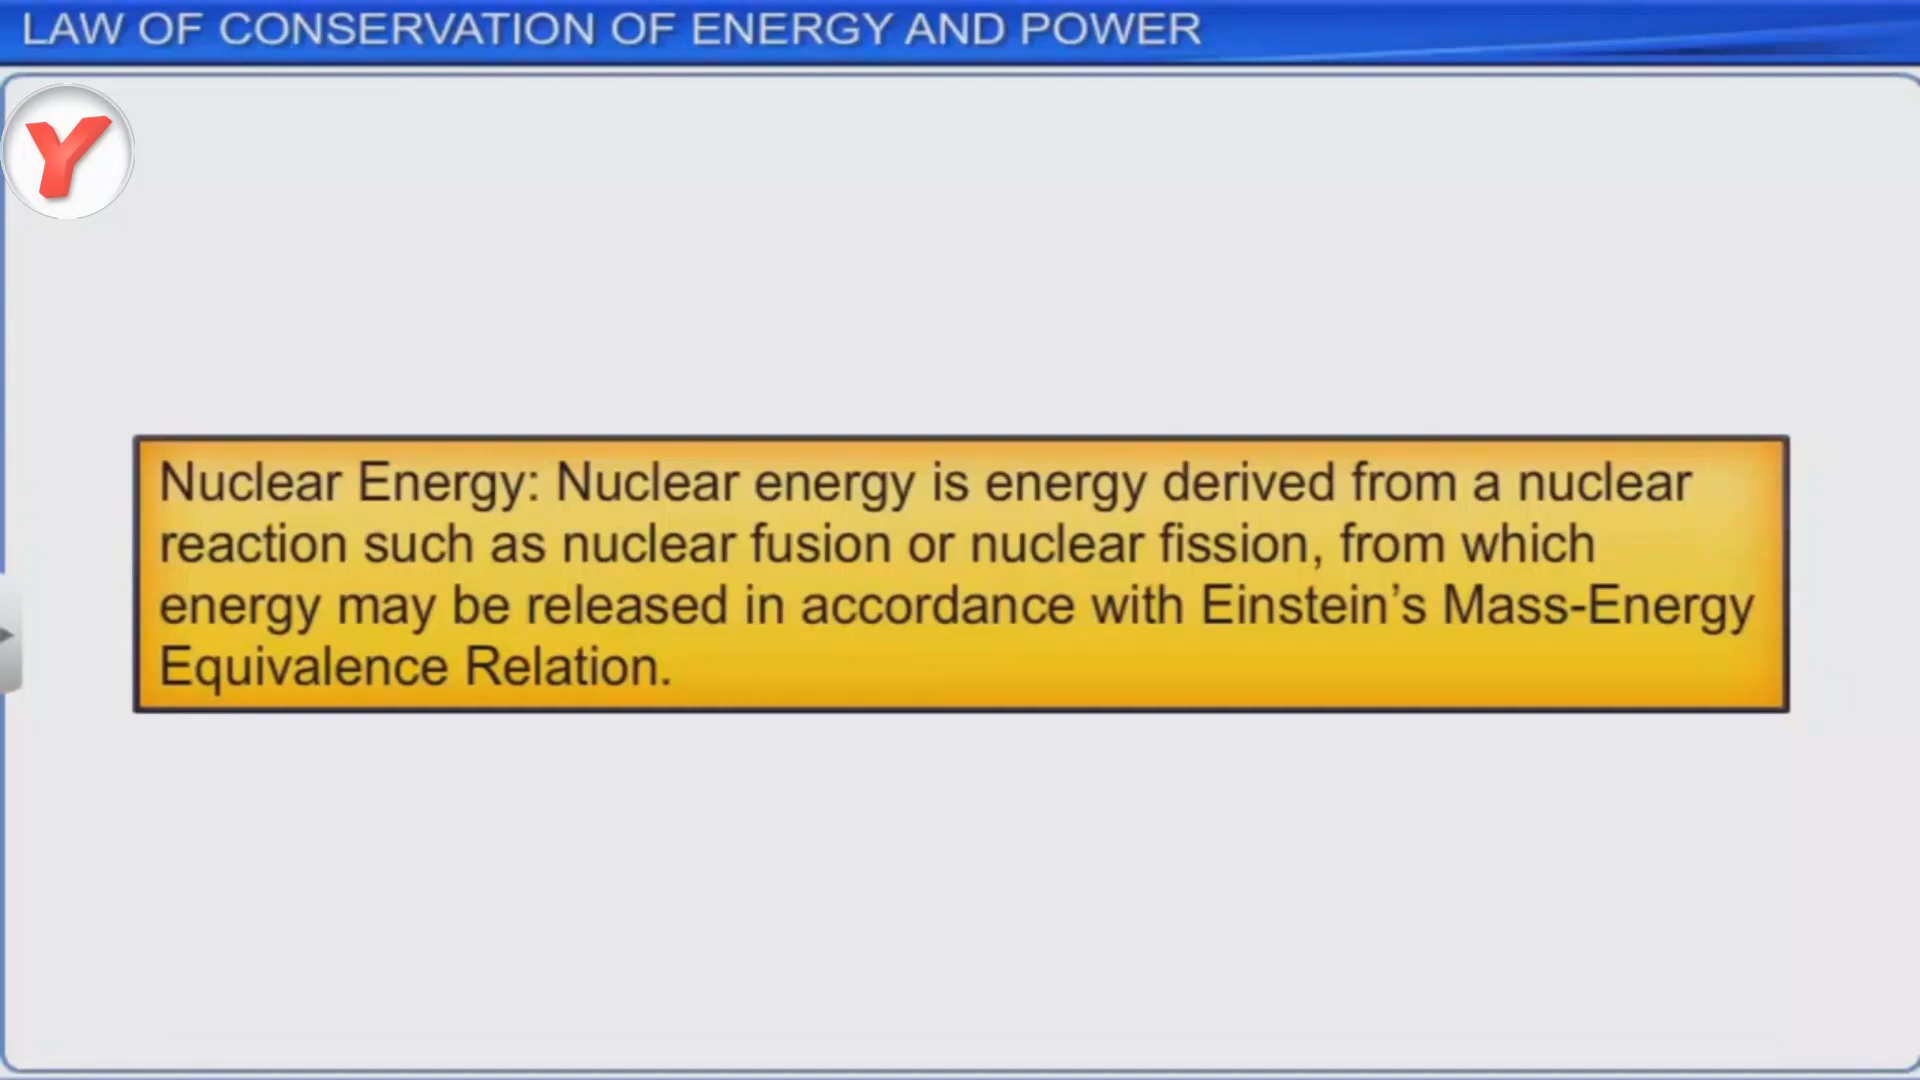 LAW OF CONSERVATION OF ENERGY AND POWER
Y
Nuclear Energy: Nuclear energy is energy derived from a nuclear
reaction such as nuclear fusion or nuclear fission, from which
energy may be released in accordance with Einstein’s Mass-Energy
Equivalence Relation.